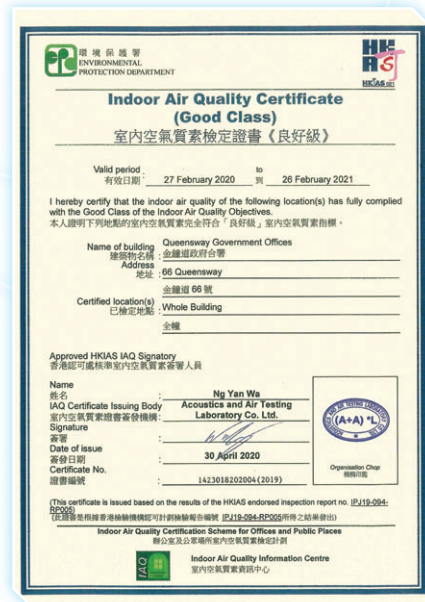 環境保護署
ENVIRONMENTAL
PROTECTION DEPARTMENT
HKAS
HKIAS 021
Indoor Air Quality Certificate
(Good Class)
室內空氣質素檢定證書《良好級》
Valid period to
有效日期 : 27 February 2020 到 26 February 2021
I hereby certify that the indoor air quality of the following location(s) has fully complied
with the Good Class of the Indoor Air Quality Objectives.
本人證明下列地點的室內空氣質素完全符合「良好級」室內空氣質素指標。
Name of building Queensway Government Offices
建築物名稱 : 金鐘道政府合署
Address
地址 : 66 Queensway
金鐘道 66 號
Certified location(s)
已檢定地點 : Whole Building
全幢
Approved HKIAS IAQ Signatory
香港認可處核準室內空氣質素簽署人員
Name
姓名 : Ng Yan Wa
IAQ Certificate Issuing Body Acoustics and Air Testing
室內空氣質素證書簽發機構 : Laboratory Co. Ltd.
Signature
簽署 :
Date of issue
簽發日期 : 30 April 2020
Certificate No.
證書編號 : 1423018202004(2019)
(A+A) *L
Organisation Chop
機構印鑑
(This certificate is issued based on the results of the HKIAS endorsed inspection report no. IPJ19-094-
RP005)
(此證書是根據香港檢驗機構認可計劃檢驗報告編號 IPJ19-094-RP005所得之結果發出)
Indoor Air Quality Certification Scheme for Offices and Public Places
辦公室及公眾場所室內空氣質素檢定計劃
IAQ
Indoor Air Quality Information Centre
室內空氣質素資訊中心